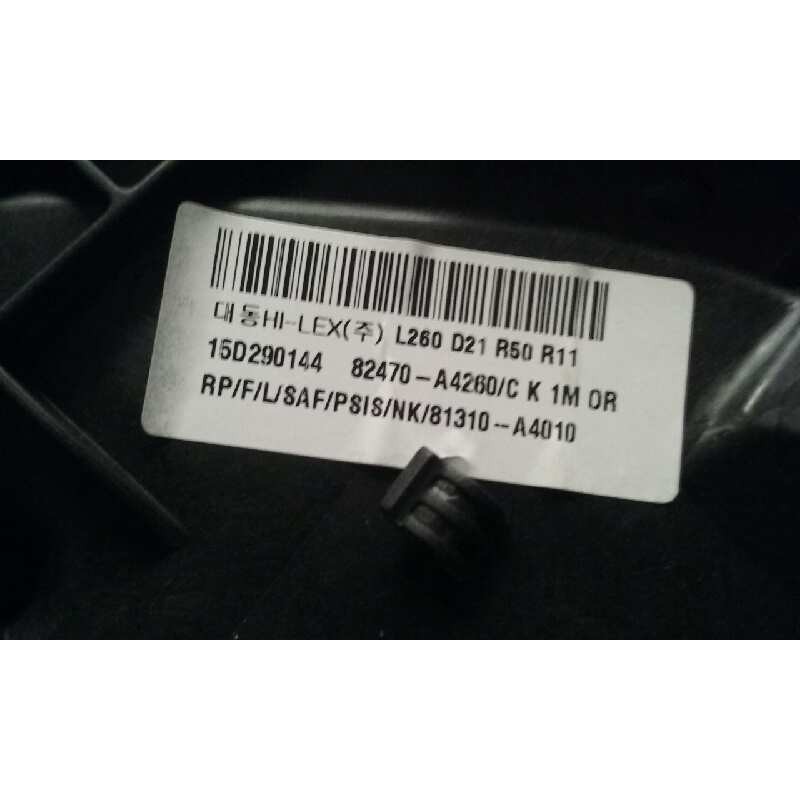 대동HI-LEX(주) L260 D21 R50 R11
15D290144 82470-A4260/C K 1M OR
RP/F/L/SAF/PSIS/NK/81310-A4010